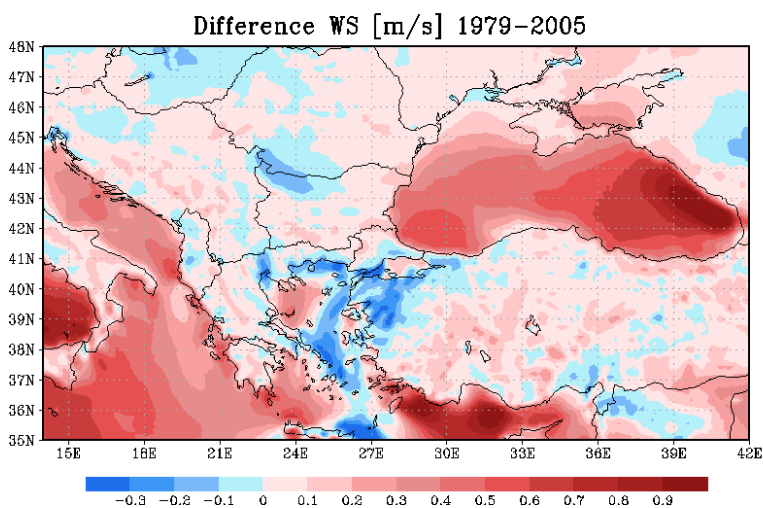 Difference WS [m/s] 1979−2005
48N
47N
46N
45N
44N
43N
42N
41N
40N
39N
38N
37N
36N
35N
15E 18E 21E 24E 27E 30E 33E 36E 39E 42E
−0.3 −0.2 −0.1 0 0.1 0.2 0.3 0.4 0.5 0.6 0.7 0.8 0.9